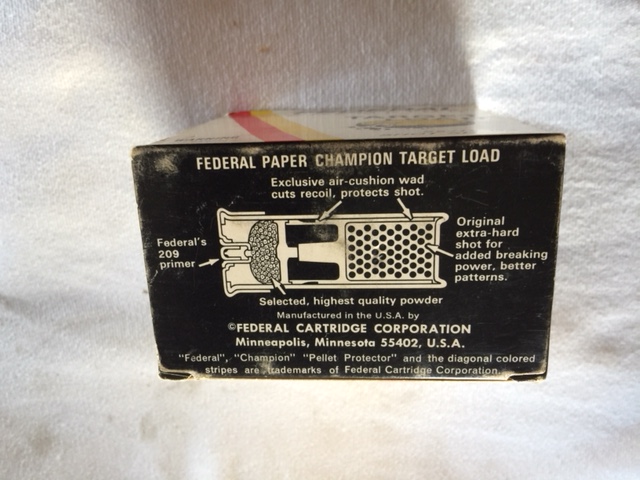 FEDERAL PAPER CHAMPION TARGET LOAD
Exclusive air-cushion wad
cuts recoil, protects shot.
Federal's
209
primer
Original
extra-hard
shot for
added breaking
power, better
patterns.
Selected, highest quality powder
Manufactured in the U.S.A. by
©FEDERAL CARTRIDGE CORPORATION
Minneapolis, Minnesota 55402, U.S.A.
"Federal", "Champion" "Pellet Protector" and the diagonal colored
stripes are trademarks of Federal Cartridge Corporation.